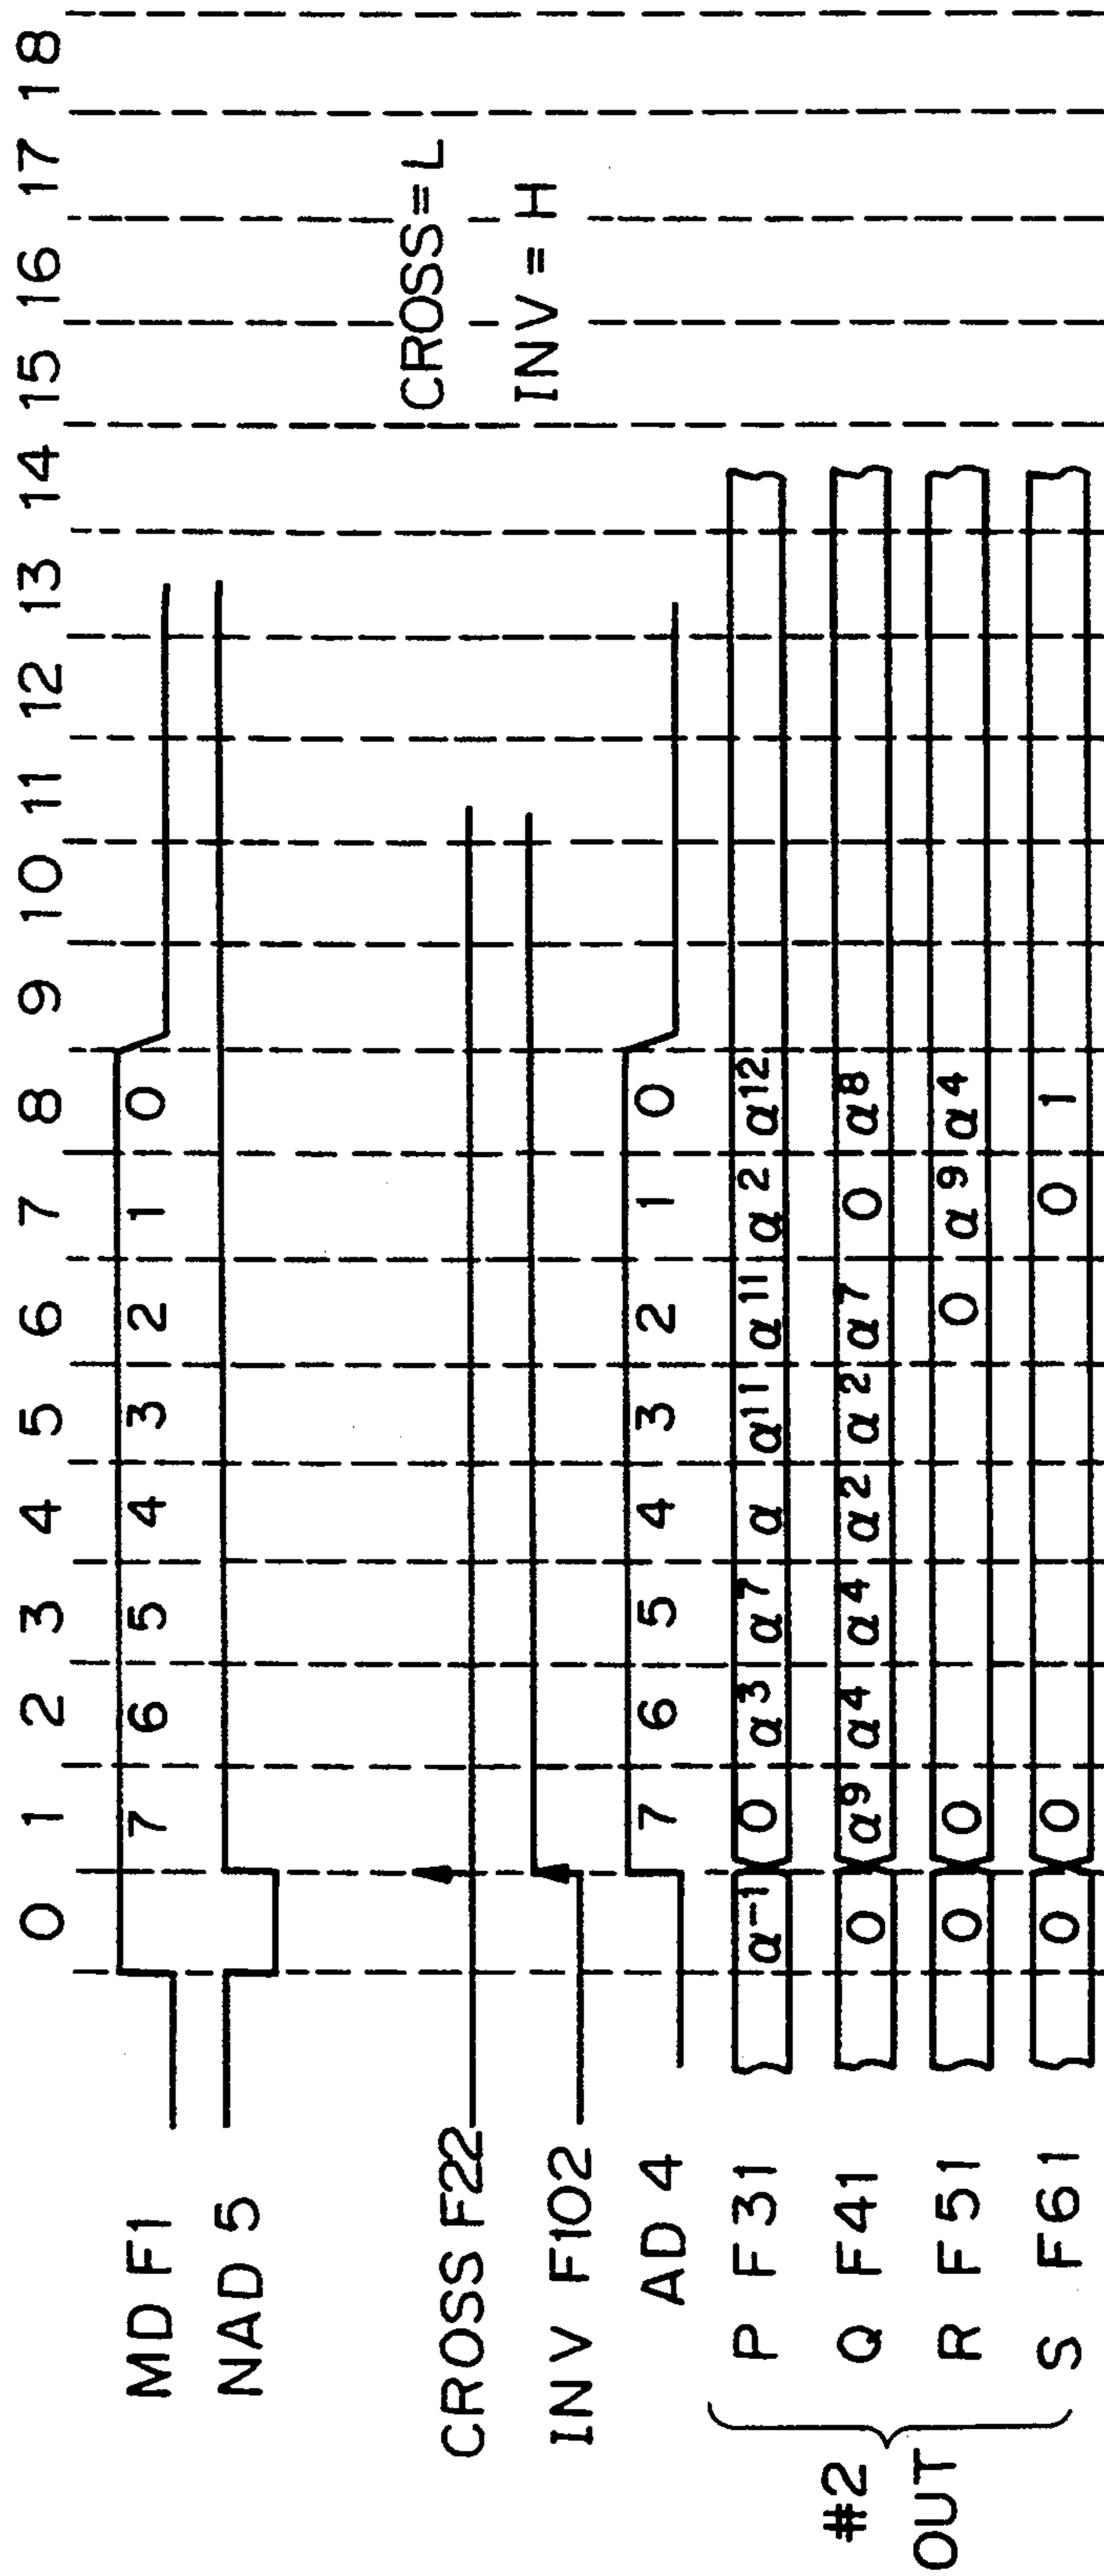 0 1 2 3 4 5 6 7 8 9 10 11 12 13 14 15 16 17 18
MD F1 7 6 5 4 3 2 1 0
NAD 5
CROSS F22 CROSS=L
INV F102 INV = H
AD 4 7 6 5 4 3 2 1 0
P F31 α⁻¹ 0 α³ α⁷ α α¹¹ α¹¹ α² α¹²
#2 OUT
Q F41 0 α⁹ α⁴ α⁴ α² α² α⁷ 0 α⁸
R F51 0 0 0 α⁹ α⁴
S F61 0 0 0 1